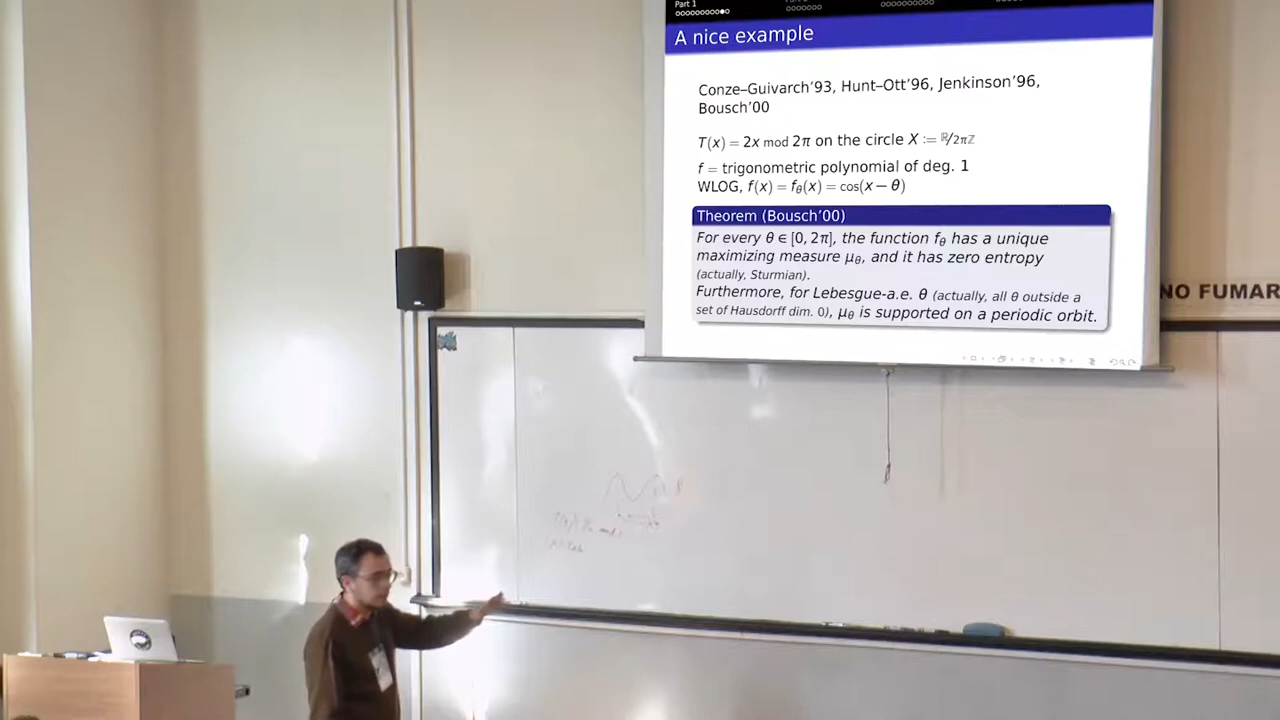 Part 1
A nice example
Conze–Guivarch'93, Hunt–Ott'96, Jenkinson'96,
Bousch'00
T(x) = 2x mod 2π on the circle X := ℝ/2πℤ
f = trigonometric polynomial of deg. 1
WLOG, f(x) = f_θ(x) = cos(x − θ)
Theorem (Bousch'00)
For every θ ∈ [0, 2π], the function f_θ has a unique
maximizing measure μ_θ, and it has zero entropy
(actually, Sturmian).
Furthermore, for Lebesgue-a.e. θ (actually, all θ outside a
set of Hausdorff dim. 0), μ_θ is supported on a periodic orbit.
NO FUMAR